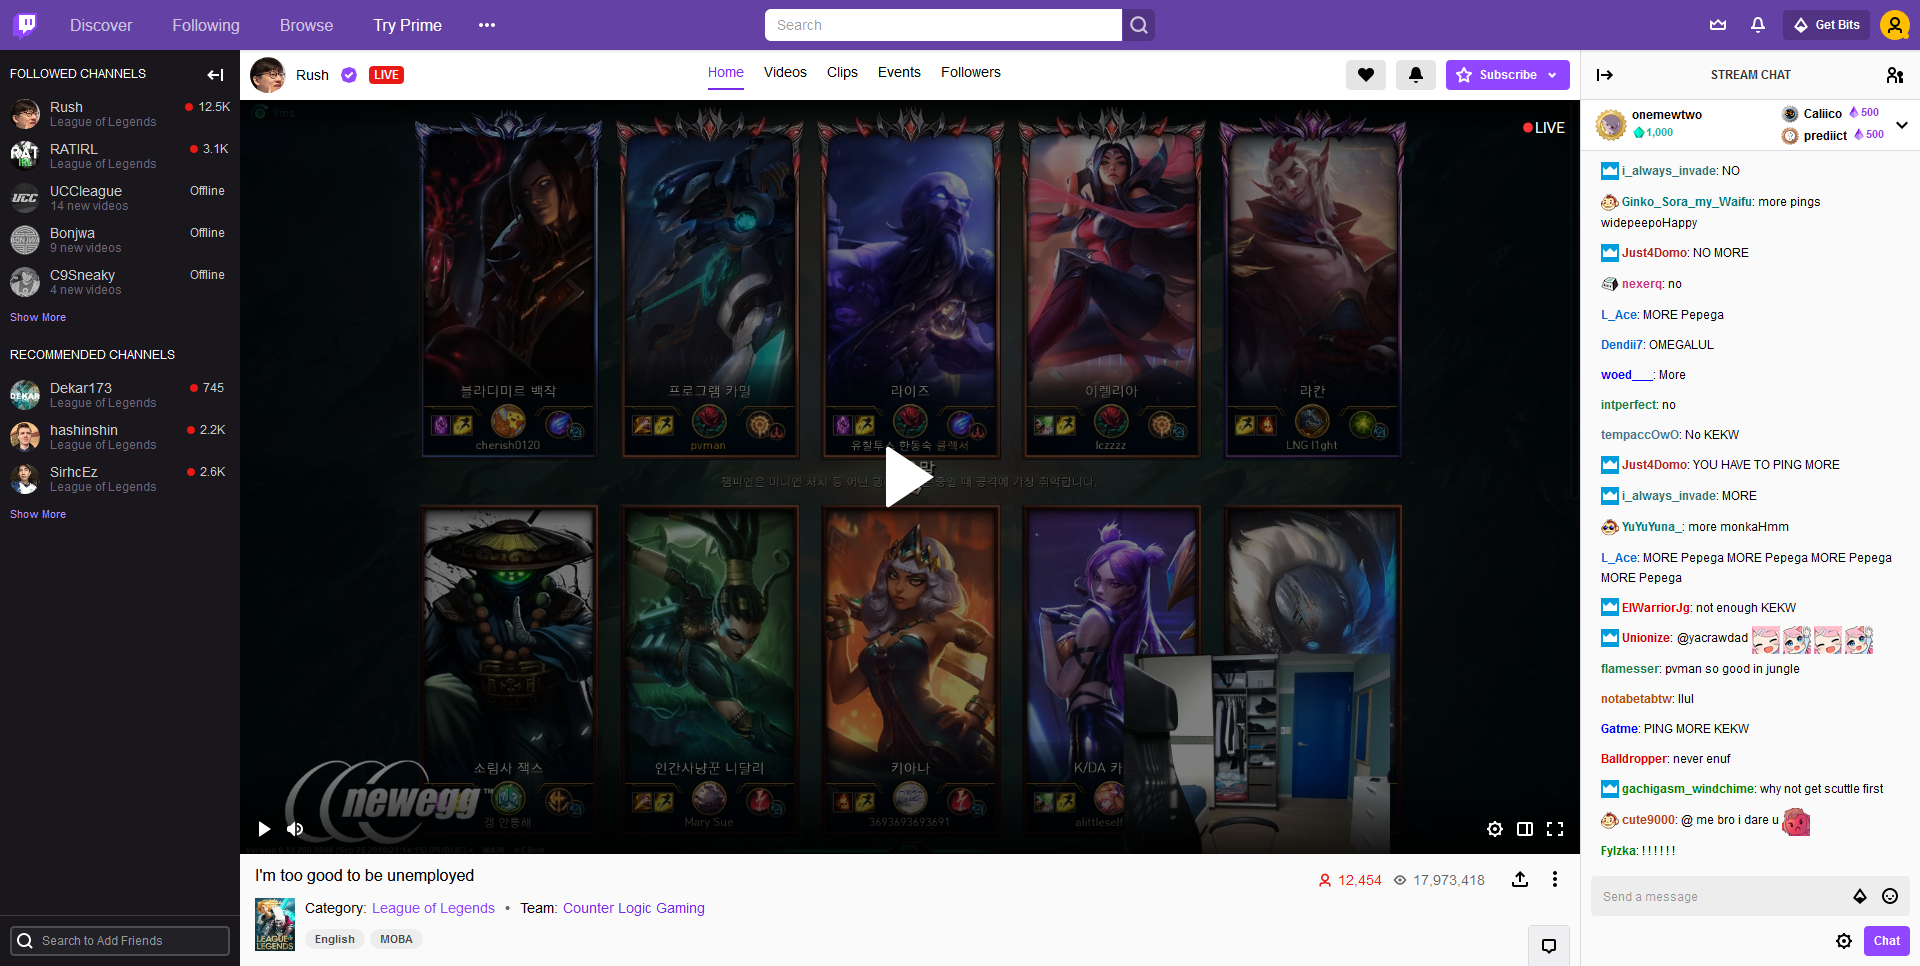 Discover
Following
Browse
Try Prime
Search
Get Bits
FOLLOWED CHANNELS
Rush
12.5K
League of Legends
RATIRL
3.1K
League of Legends
UCCleague
Offline
14 new videos
Bonjwa
Offline
9 new videos
C9Sneaky
Offline
4 new videos
Show More
RECOMMENDED CHANNELS
Dekar173
745
League of Legends
hashinshin
2.2K
League of Legends
SirhcEz
2.6K
League of Legends
Show More
Search to Add Friends
Rush
LIVE
Home
Videos
Clips
Events
Followers
Subscribe
LIVE
블라디미르 백작
프로그램 카밀
라이즈
이렐리아
라칸
cherish0120
pvman
유찰투스 한동숙 클렉셔
lczzzz
LNG l1ght
소림사 잭스
인간사냥꾼 니달리
키아나
K/DA 카
갱 안통해
Mary Sue
3693693693691
alittleself
newegg™
I'm too good to be unemployed
12,454
17,973,418
Category: League of Legends • Team: Counter Logic Gaming
LEAGUE
LEGENDS
English
MOBA
STREAM CHAT
onemewtwo
1,000
Caliico 500
prediict 500
i_always_invade: NO
Ginko_Sora_my_Waifu: more pings
widepeepoHappy
Just4Domo: NO MORE
nexerq: no
L_Ace: MORE Pepega
Dendii7: OMEGALUL
woed___: More
intperfect: no
tempaccOwO: No KEKW
Just4Domo: YOU HAVE TO PING MORE
i_always_invade: MORE
YuYuYuna_: more monkaHmm
L_Ace: MORE Pepega MORE Pepega MORE Pepega
MORE Pepega
ElWarriorJg: not enough KEKW
Unionize: @yacrawdad
flamesser: pvman so good in jungle
notabetabtw: llul
Gatme: PING MORE KEKW
Balldropper: never enuf
gachigasm_windchime: why not get scuttle first
cute9000: @ me bro i dare u
Fylzka: ! ! ! ! ! !
Send a message
Chat